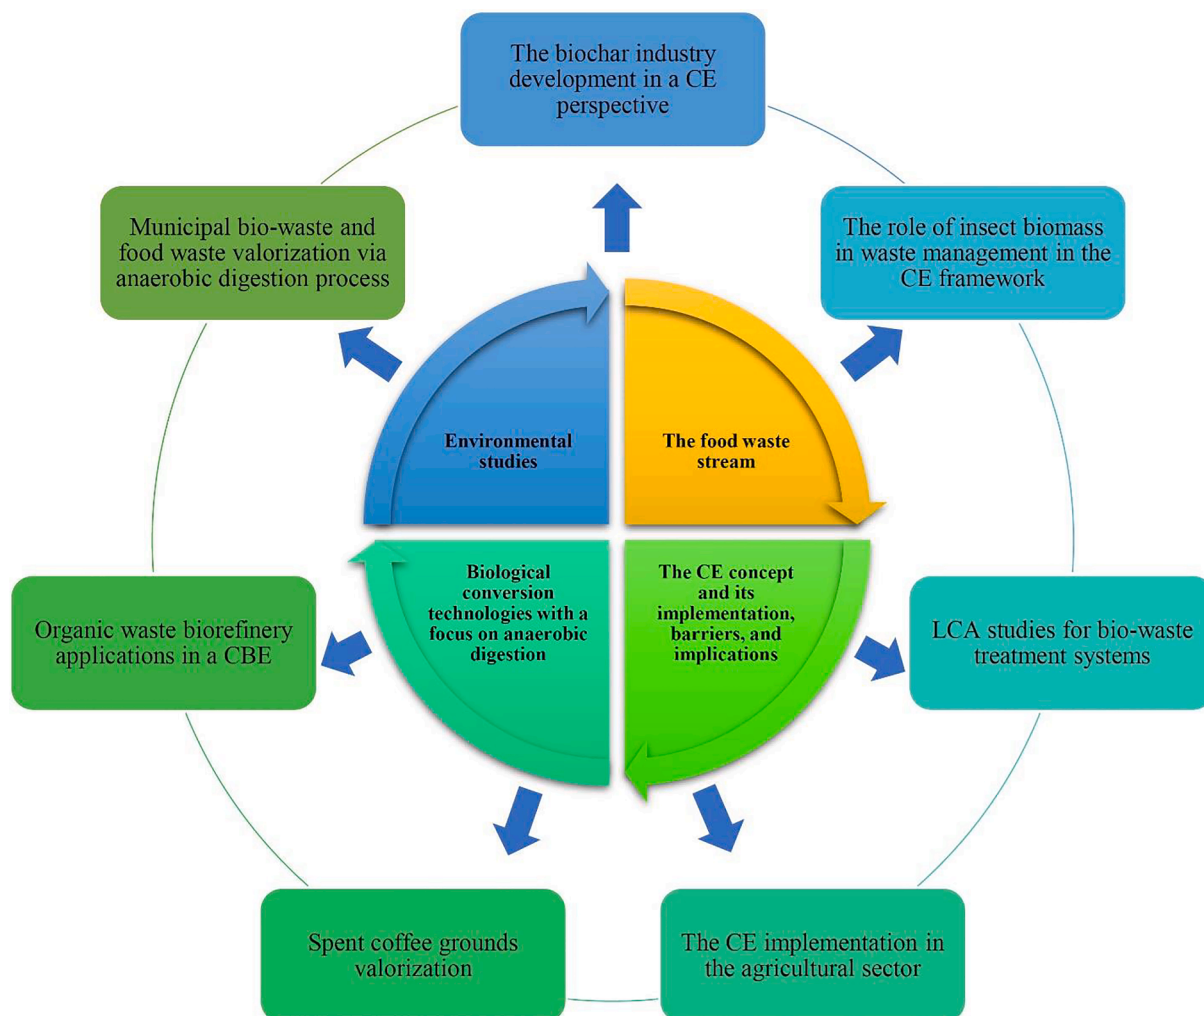 The biochar industry
development in a CE
perspective
Municipal bio-waste and
food waste valorization via
anaerobic digestion process
The role of insect biomass
in waste management in the
CE framework
Environmental
studies
The food waste
stream
Biological
conversion
technologies with a
focus on anaerobic
digestion
The CE concept
and its
implementation,
barriers, and
implications
Organic waste biorefinery
applications in a CBE
LCA studies for bio-waste
treatment systems
Spent coffee grounds
valorization
The CE implementation in
the agricultural sector